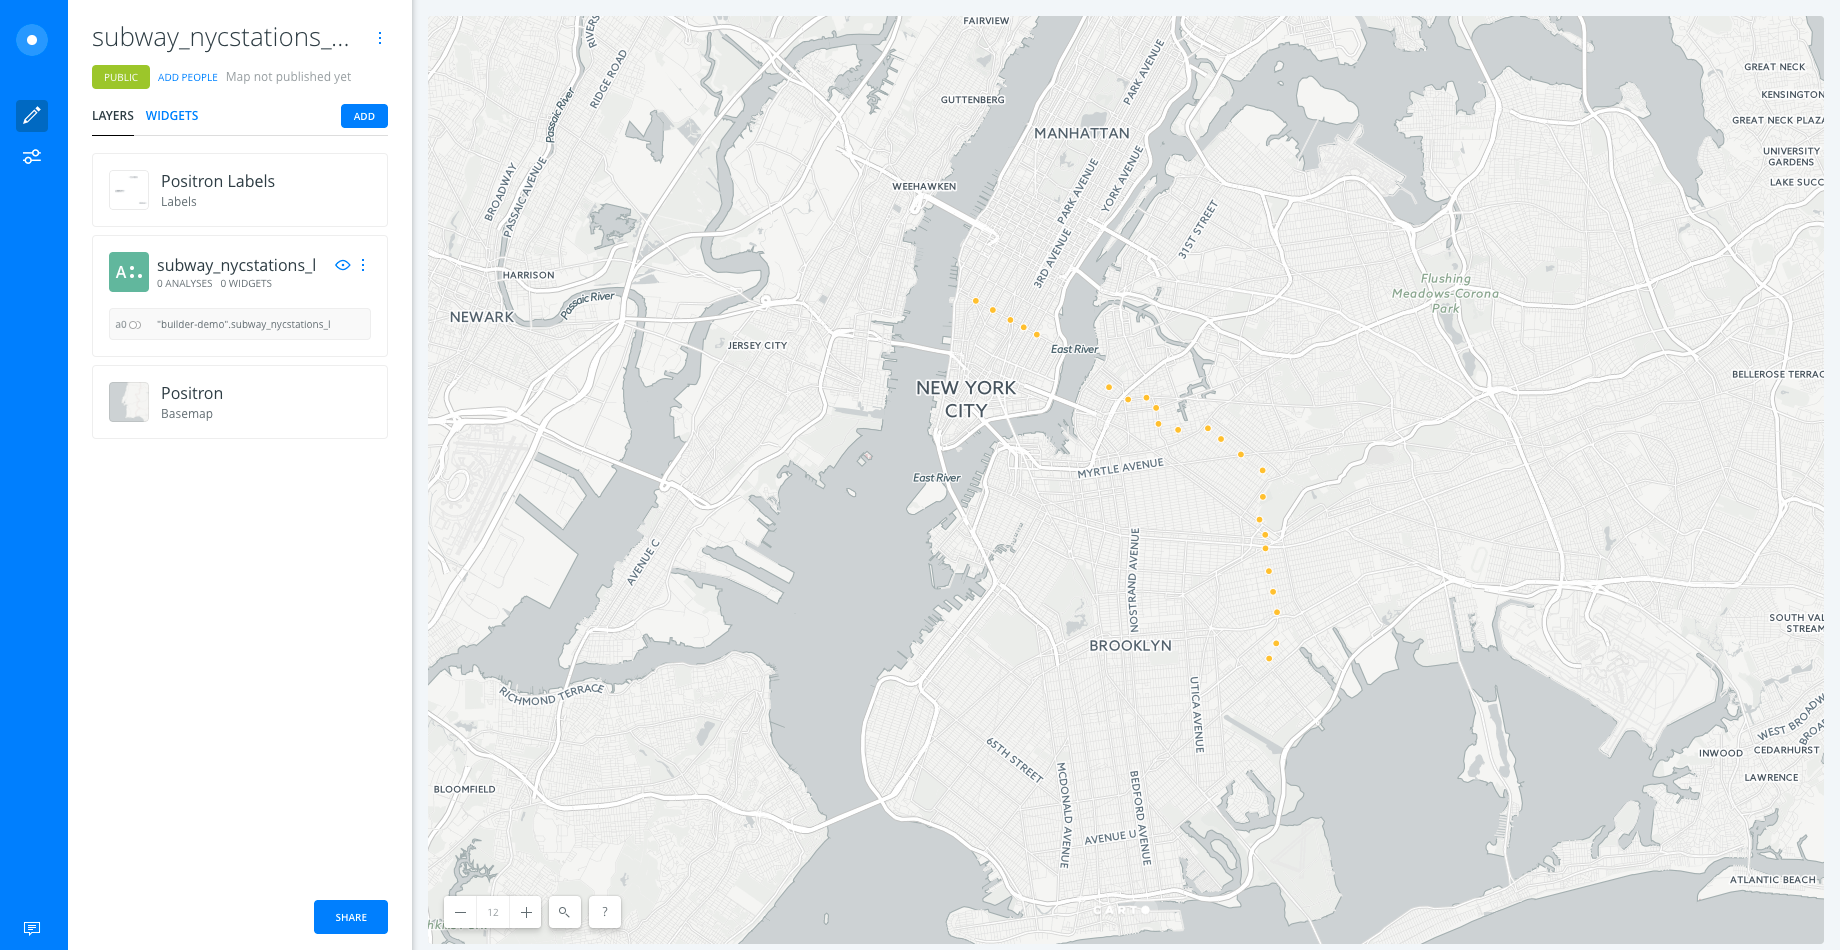 subway_nycstations_...
PUBLIC ADD PEOPLE Map not published yet
LAYERS WIDGETS ADD
Positron Labels
Labels
A
subway_nycstations_l
0 ANALYSES 0 WIDGETS
a0 "builder-demo".subway_nycstations_l
Positron
Basemap
SHARE
FAIRVIEW
RIDGE ROAD
PARK AVENUE
GREAT NECK
Passaic River
GUTTENBERG
KENSINGTON
GREAT NECK PLAZA
MANHATTAN
UNIVERSITY
GARDENS
BROADWAY
PASSAIC AVENUE
WEEHAWKEN
PARK AVENUE
YORK AVENUE
LAKE SUCC
31ST STREET
3RD AVENUE
HARRISON
Passaic River
Flushing
Meadows-Corona
Park
NEWARK
JERSEY CITY
East River
BELLEROSE TERRAC
NEW YORK
CITY
MYRTLE AVENUE
East River
AVENUE C
NOSTRAND AVENUE
SOUTH VAL
STREAM
BROOKLYN
RICHMOND TERRACE
UTICA AVENUE
WEST BROADW
65TH STREET
INWOOD
CEDARHURST
LAWRENCE
BLOOMFIELD
MCDONALD AVENUE
BEDFORD AVENUE
AVENUE U
ATLANTIC BEACH
12
?
CARTO